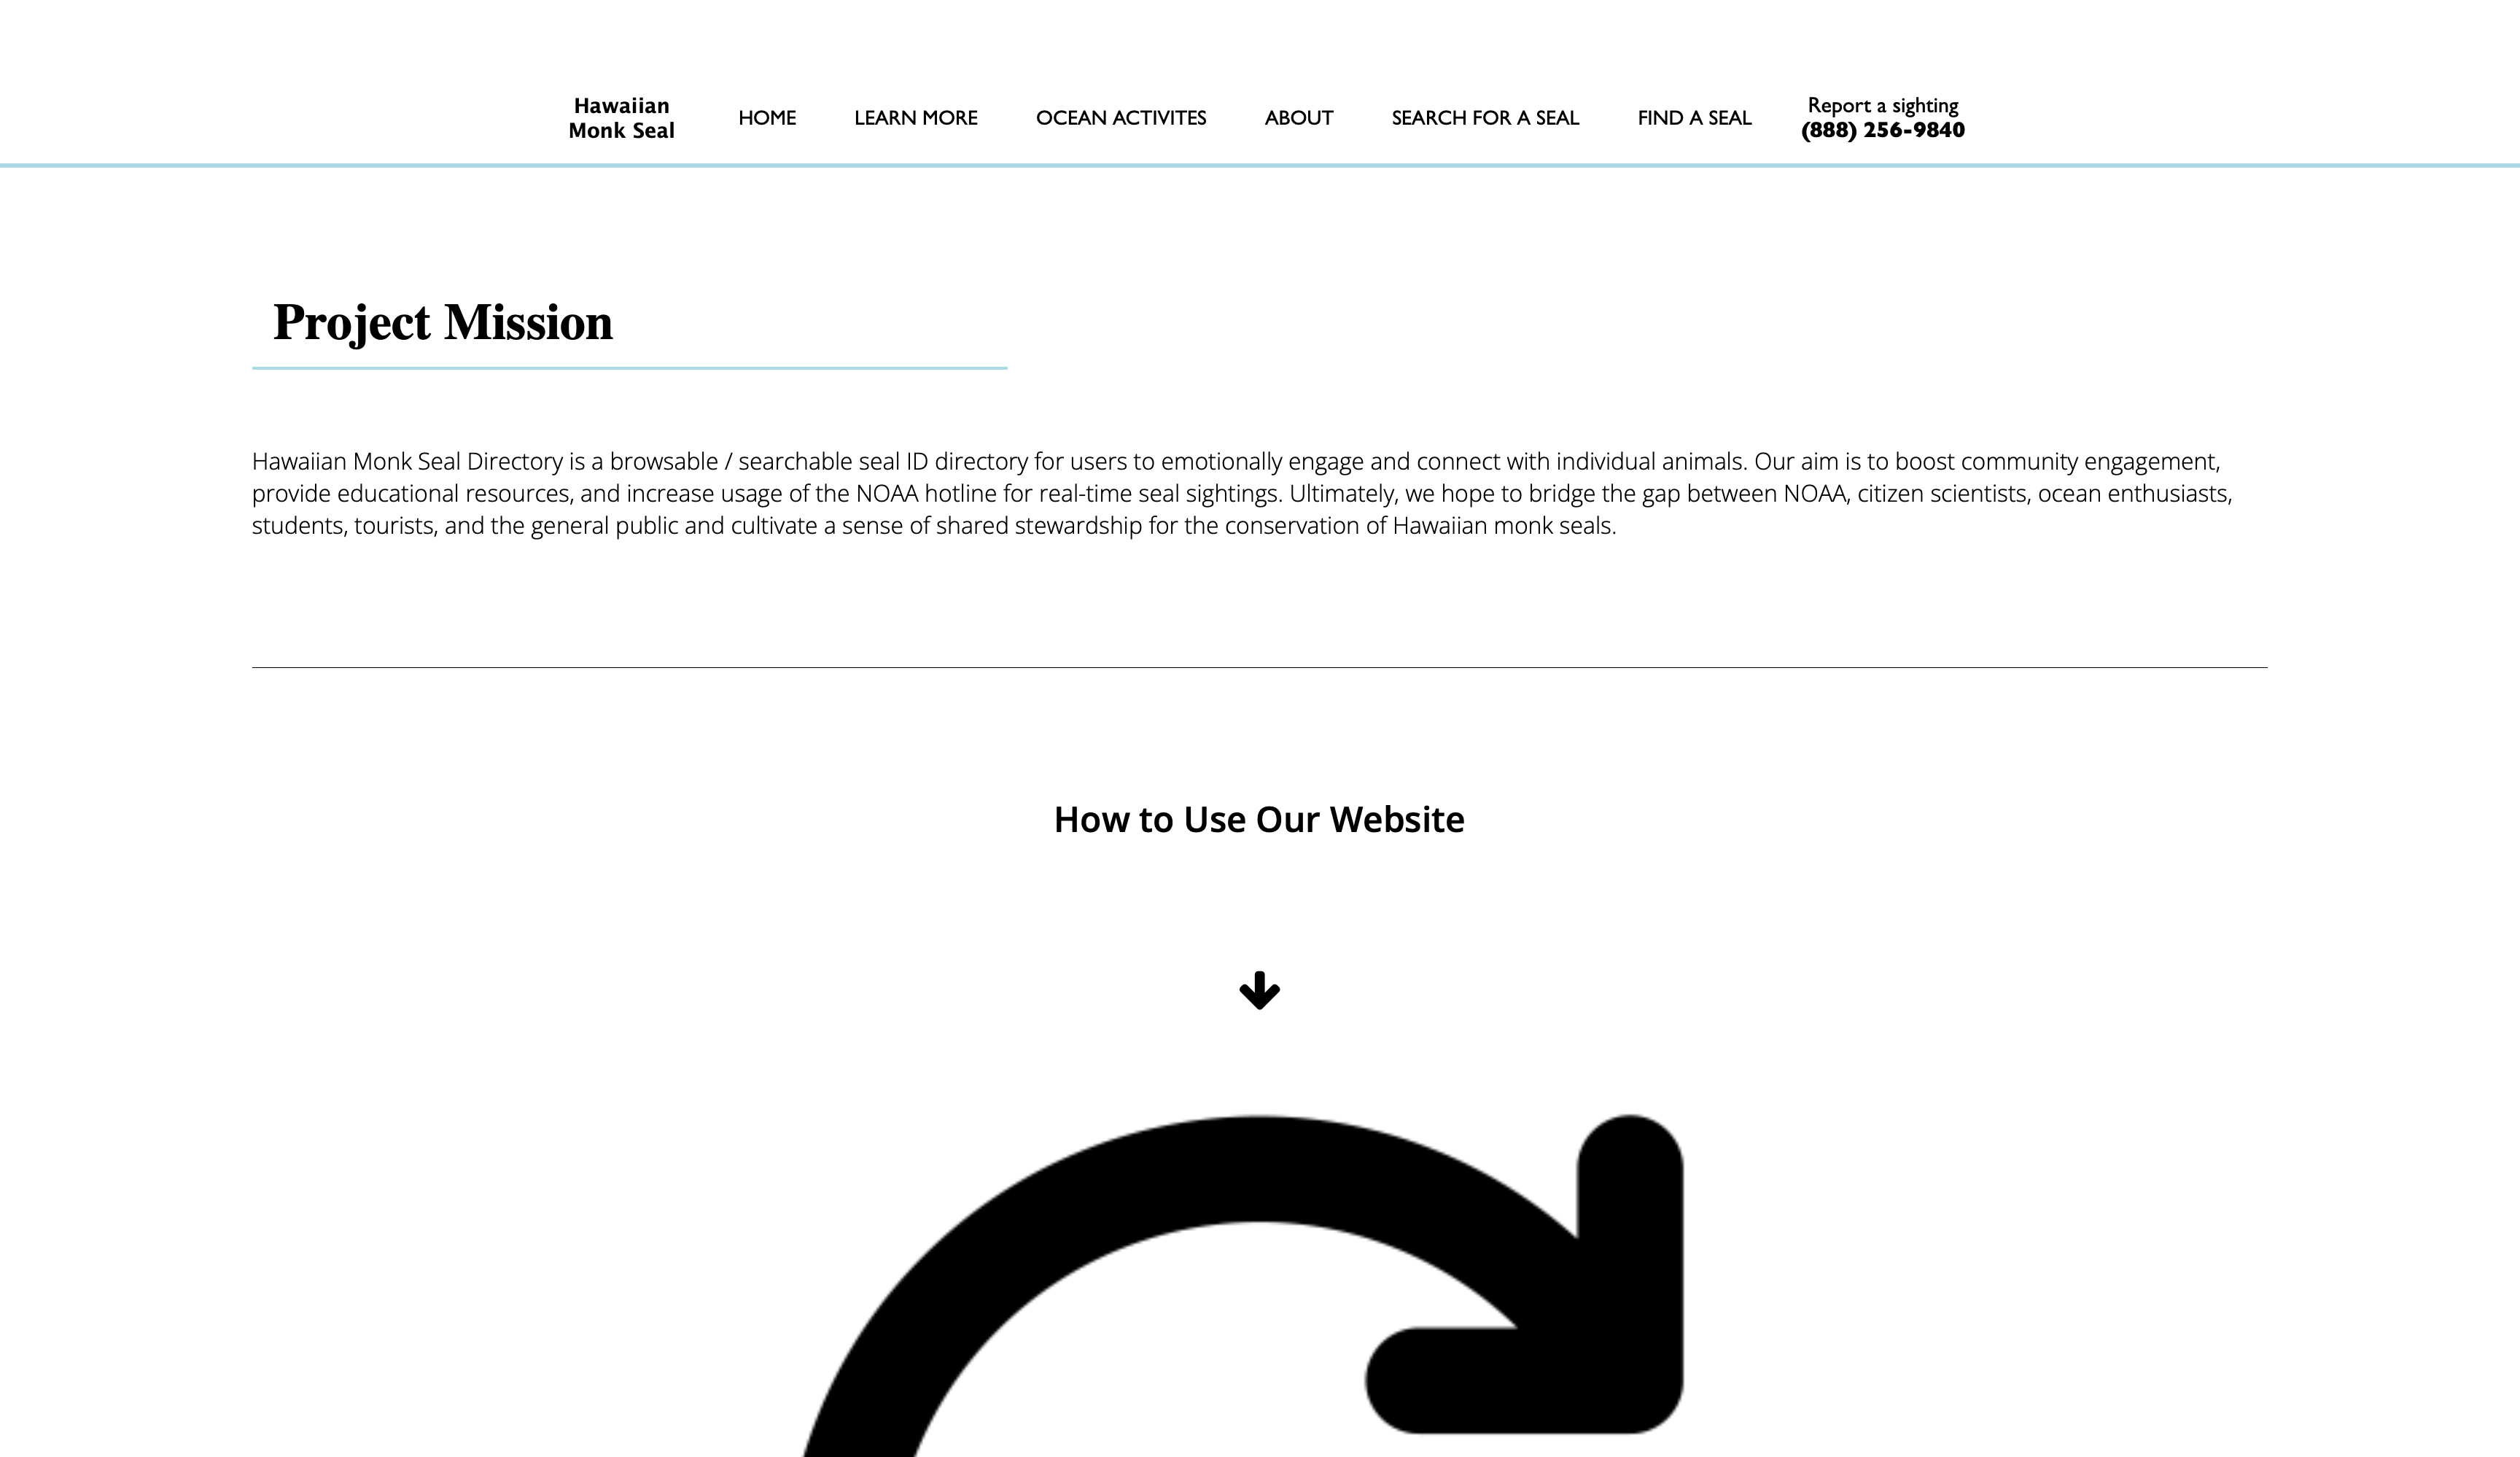 Hawaiian
Monk Seal
HOME
LEARN MORE
OCEAN ACTIVITES
ABOUT
SEARCH FOR A SEAL
FIND A SEAL
Report a sighting
(888) 256-9840
Project Mission
Hawaiian Monk Seal Directory is a browsable / searchable seal ID directory for users to emotionally engage and connect with individual animals. Our aim is to boost community engagement,
provide educational resources, and increase usage of the NOAA hotline for real-time seal sightings. Ultimately, we hope to bridge the gap between NOAA, citizen scientists, ocean enthusiasts,
students, tourists, and the general public and cultivate a sense of shared stewardship for the conservation of Hawaiian monk seals.
How to Use Our Website